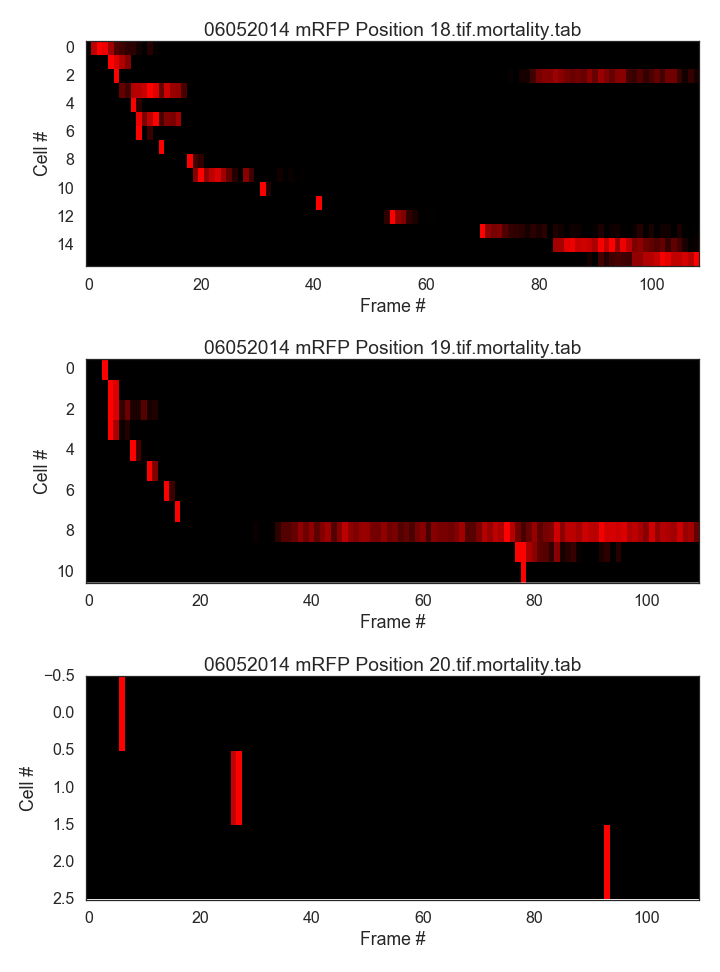 06052014 mRFP Position 18.tif.mortality.tab
0
2
4
6
8
10
12
14
Cell #
0 20 40 60 80 100
Frame #
06052014 mRFP Position 19.tif.mortality.tab
0
2
4
6
8
10
Cell #
0 20 40 60 80 100
Frame #
06052014 mRFP Position 20.tif.mortality.tab
−0.5
0.0
0.5
1.0
1.5
2.0
2.5
Cell #
0 20 40 60 80 100
Frame #